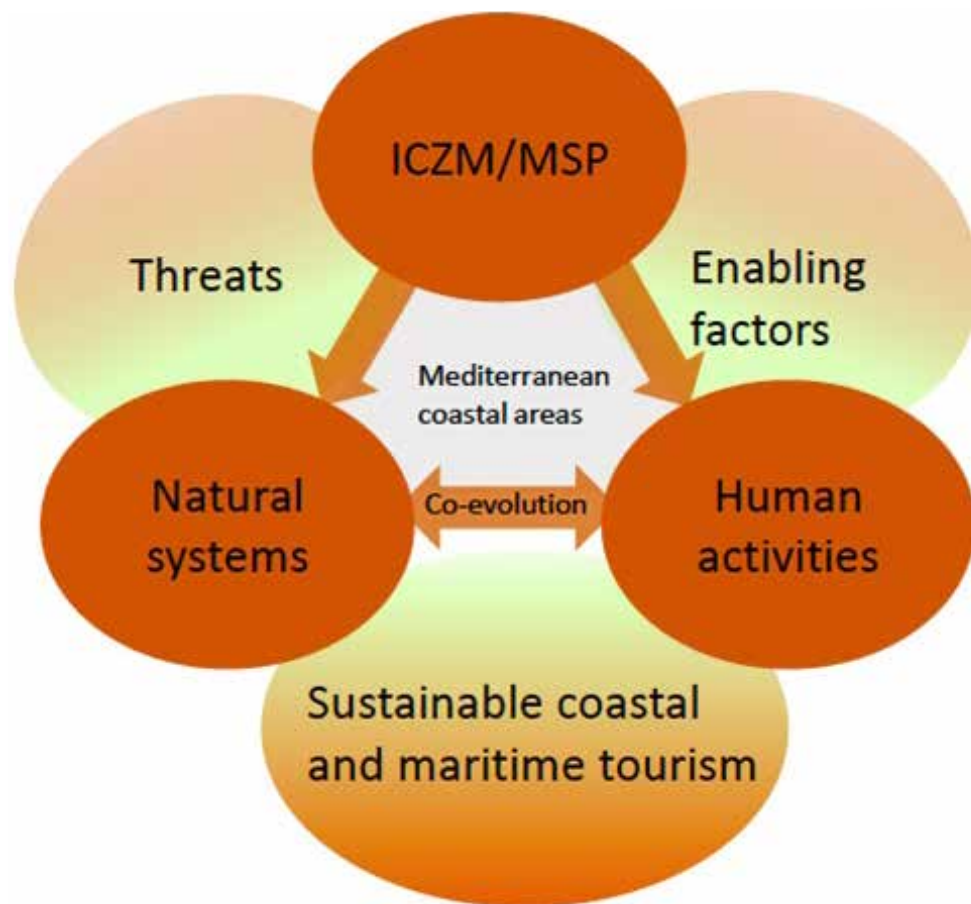 ICZM/MSP
Threats
Enabling
factors
Mediterranean
coastal areas
Natural
systems
Co-evolution
Human
activities
Sustainable coastal
and maritime tourism